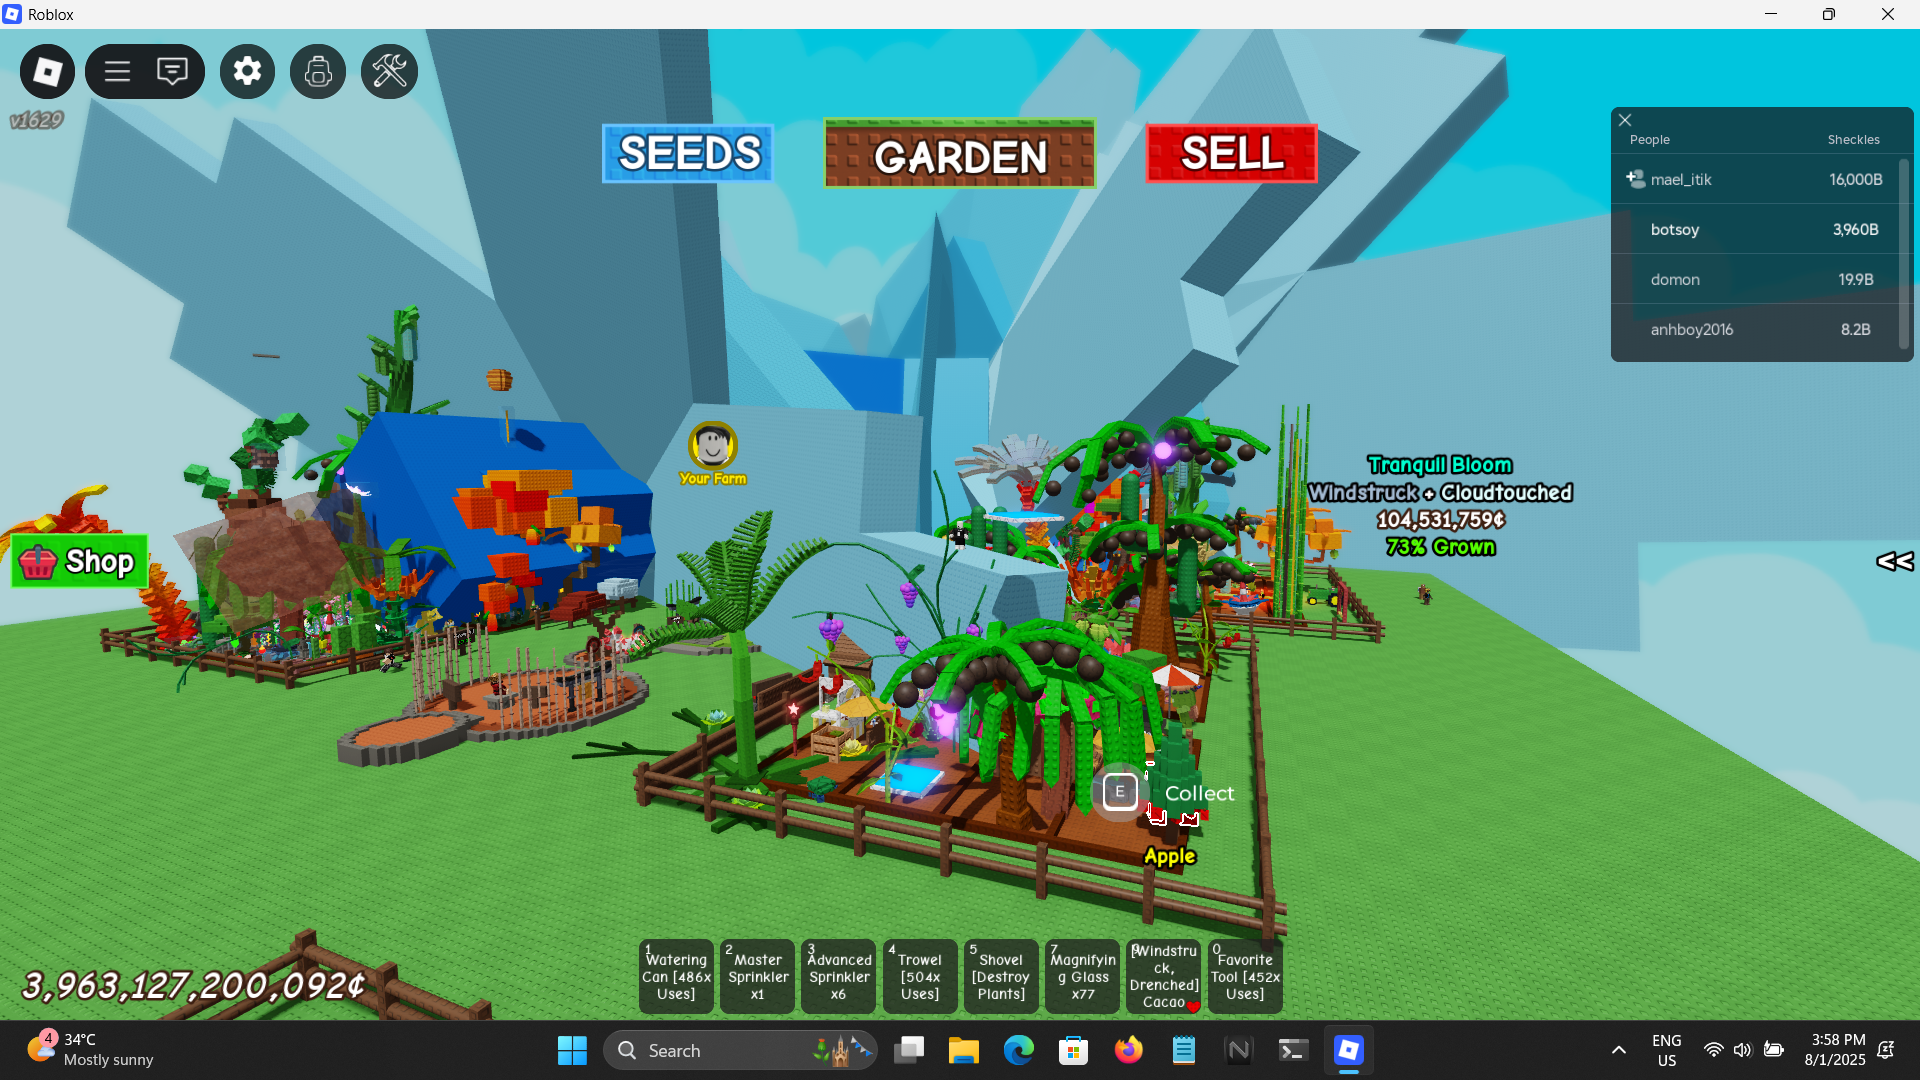 Roblox
v1629
SEEDS
GARDEN
SELL
People Sheckles
mael_itik 16,000B
botsoy 3,960B
domon 19.9B
anhboy2016 8.2B
Your Farm
Tranquil Bloom
Windstruck + Cloudtouched
104,531,759¢
73% Grown
Shop
<<
E
Collect
Apple
1
Watering
Can [486x
Uses]
2
Master
Sprinkler
x1
3
Advanced
Sprinkler
x6
4
Trowel
[504x
Uses]
5
Shovel
[Destroy
Plants]
7
Magnifyin
g Glass
x77
[Windstru
ck,
Drenched]
Cacao
0
Favorite
Tool [452x
Uses]
3,963,127,200,092¢
4
34°C
Mostly sunny
Search
N
ENG
US
3:58 PM
8/1/2025